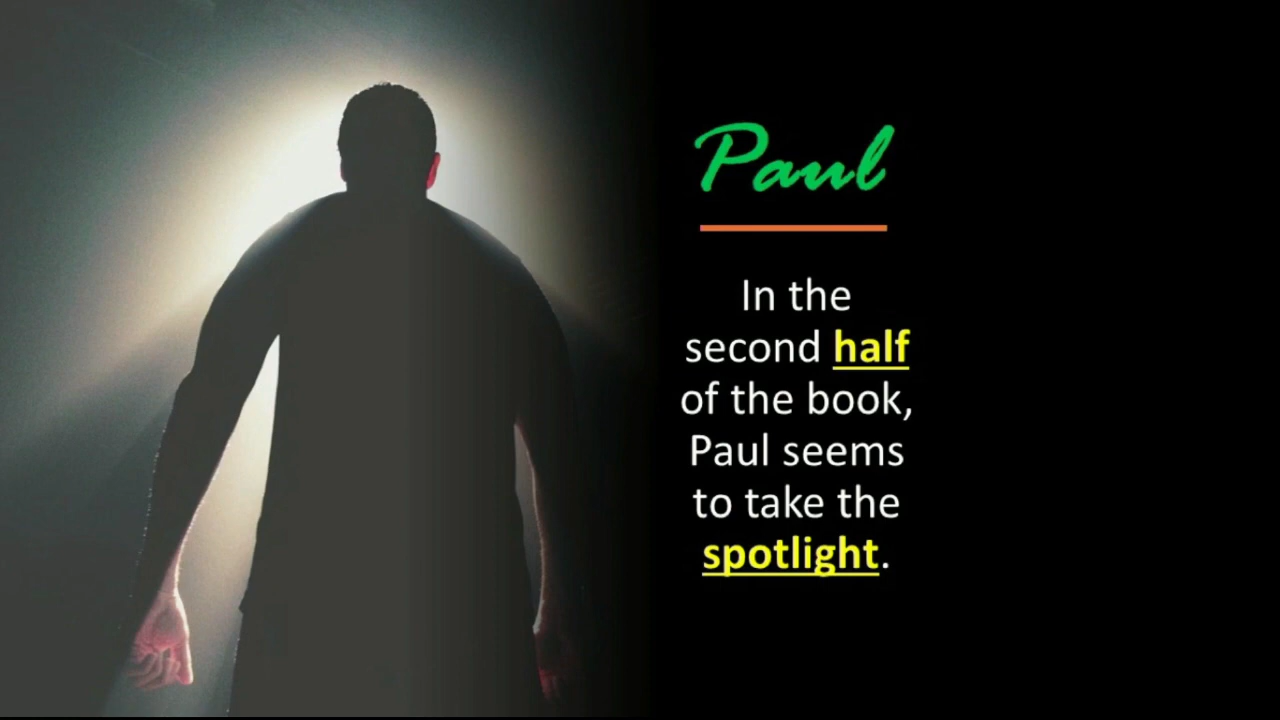 Paul
In the
second half
of the book,
Paul seems
to take the
spotlight.